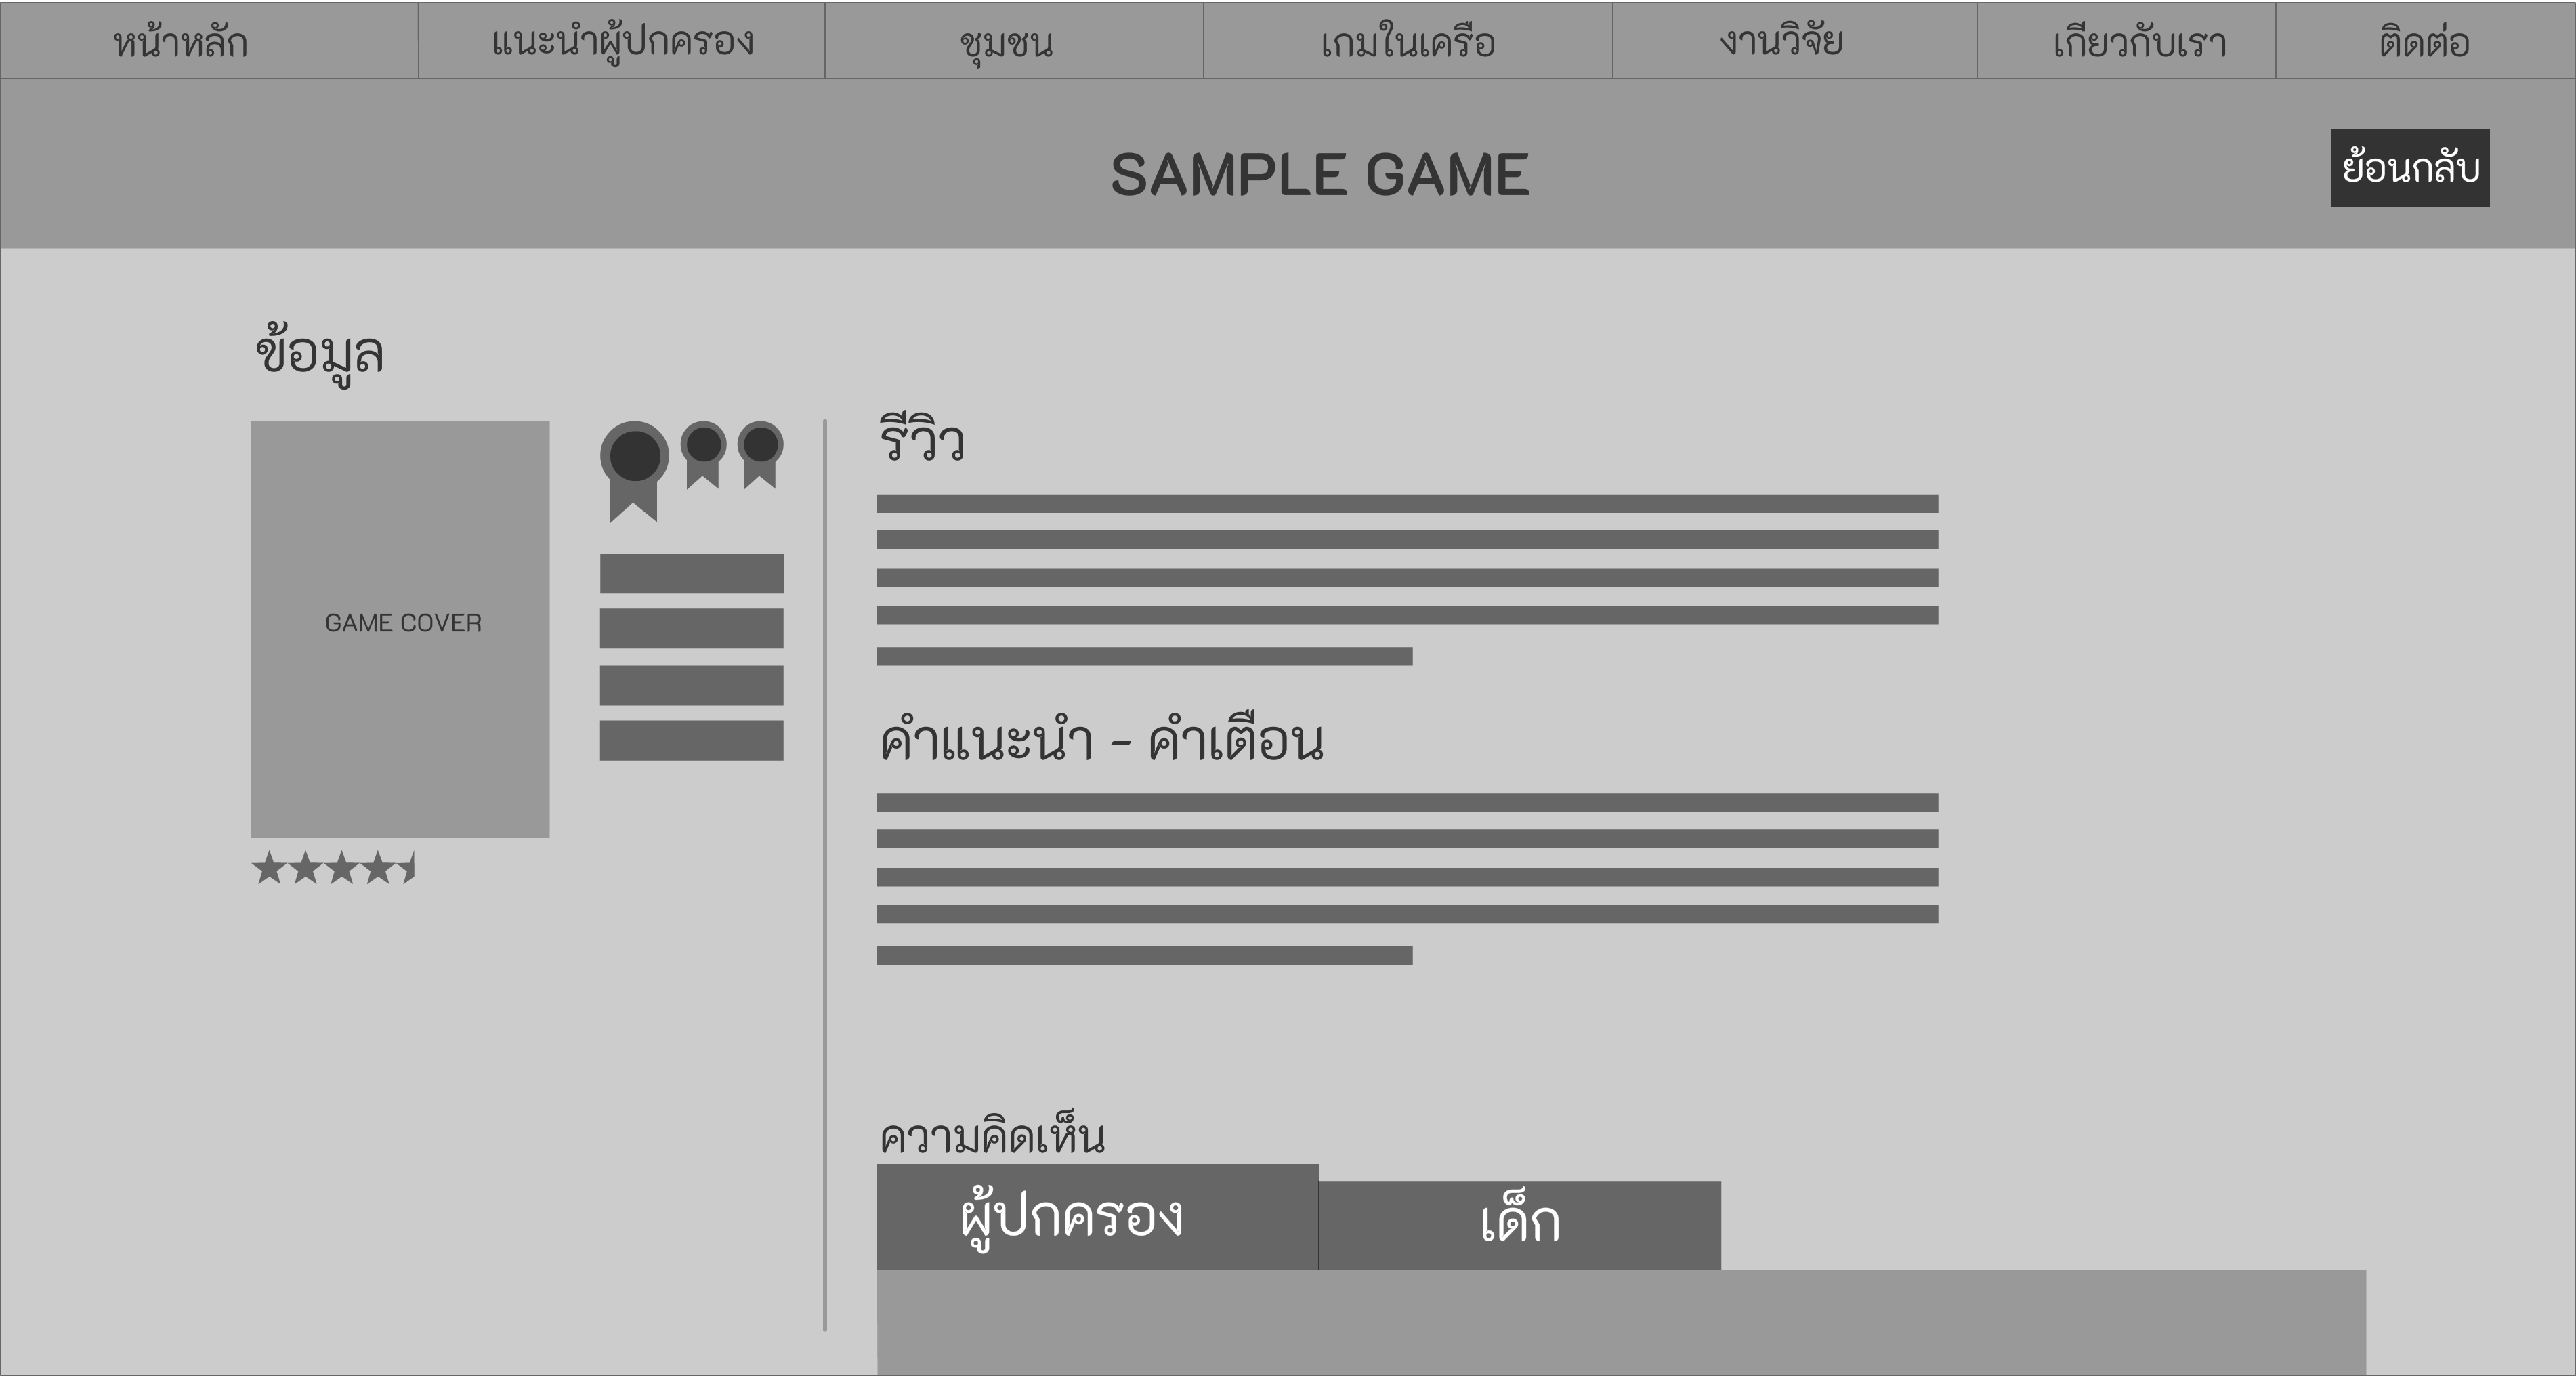 หน้าหลัก แนะนำผู้ปกครอง ชุมชน เกมในเครือ งานวิจัย เกี่ยวกับเรา ติดต่อ
SAMPLE GAME
ย้อนกลับ
ข้อมูล
GAME COVER
รีวิว
คำแนะนำ - คำเตือน
ความคิดเห็น
ผู้ปกครอง เด็ก